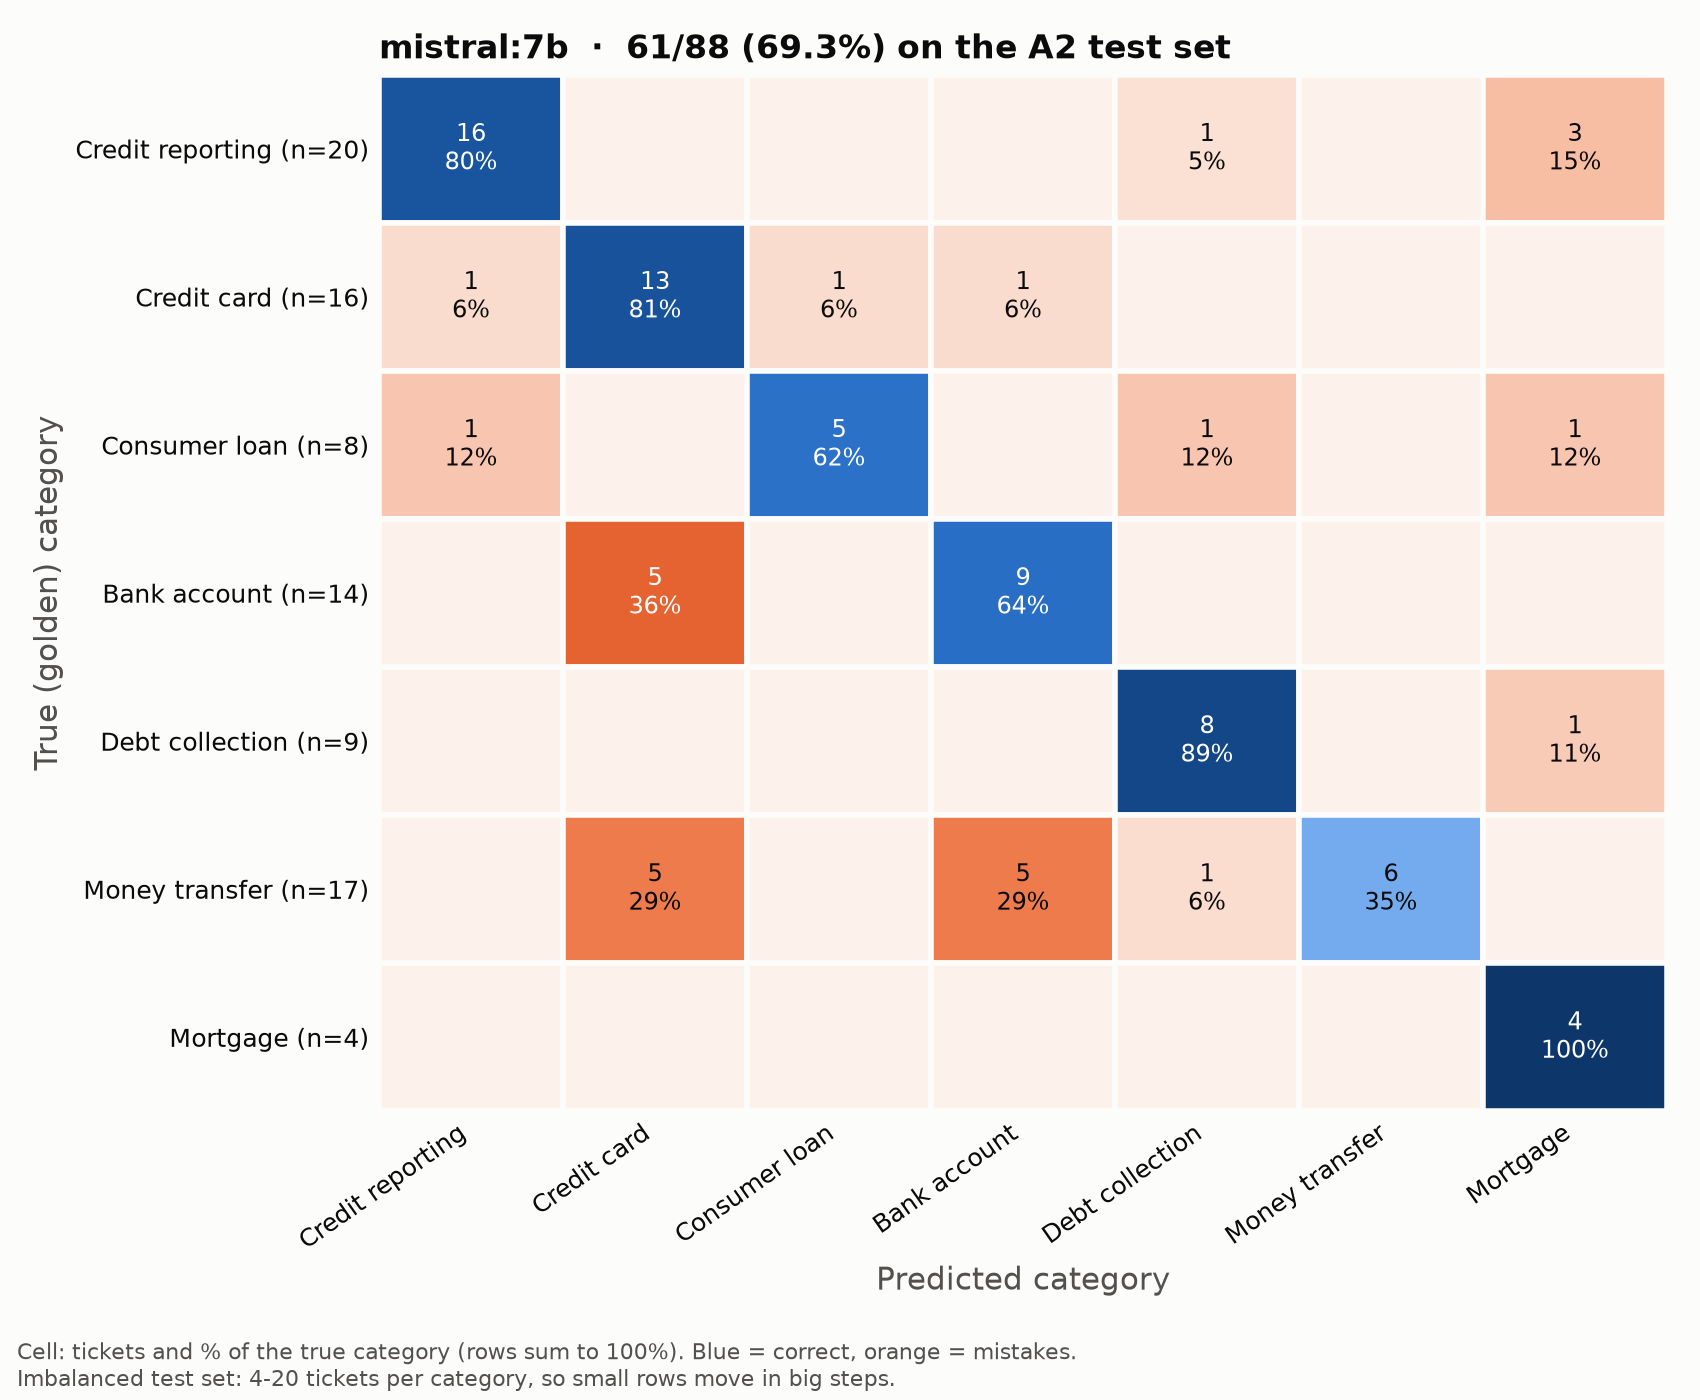 mistral:7b · 61/88 (69.3%) on the A2 test set
Credit reporting (n=20)
16
80%
1
5%
3
15%
Credit card (n=16)
1
6%
13
81%
1
6%
1
6%
Consumer loan (n=8)
1
12%
5
62%
1
12%
1
12%
Bank account (n=14)
5
36%
9
64%
Debt collection (n=9)
8
89%
1
11%
Money transfer (n=17)
5
29%
5
29%
1
6%
6
35%
Mortgage (n=4)
4
100%
True (golden) category
Credit reporting
Credit card
Consumer loan
Bank account
Debt collection
Money transfer
Mortgage
Predicted category
Cell: tickets and % of the true category (rows sum to 100%). Blue = correct, orange = mistakes.
Imbalanced test set: 4-20 tickets per category, so small rows move in big steps.